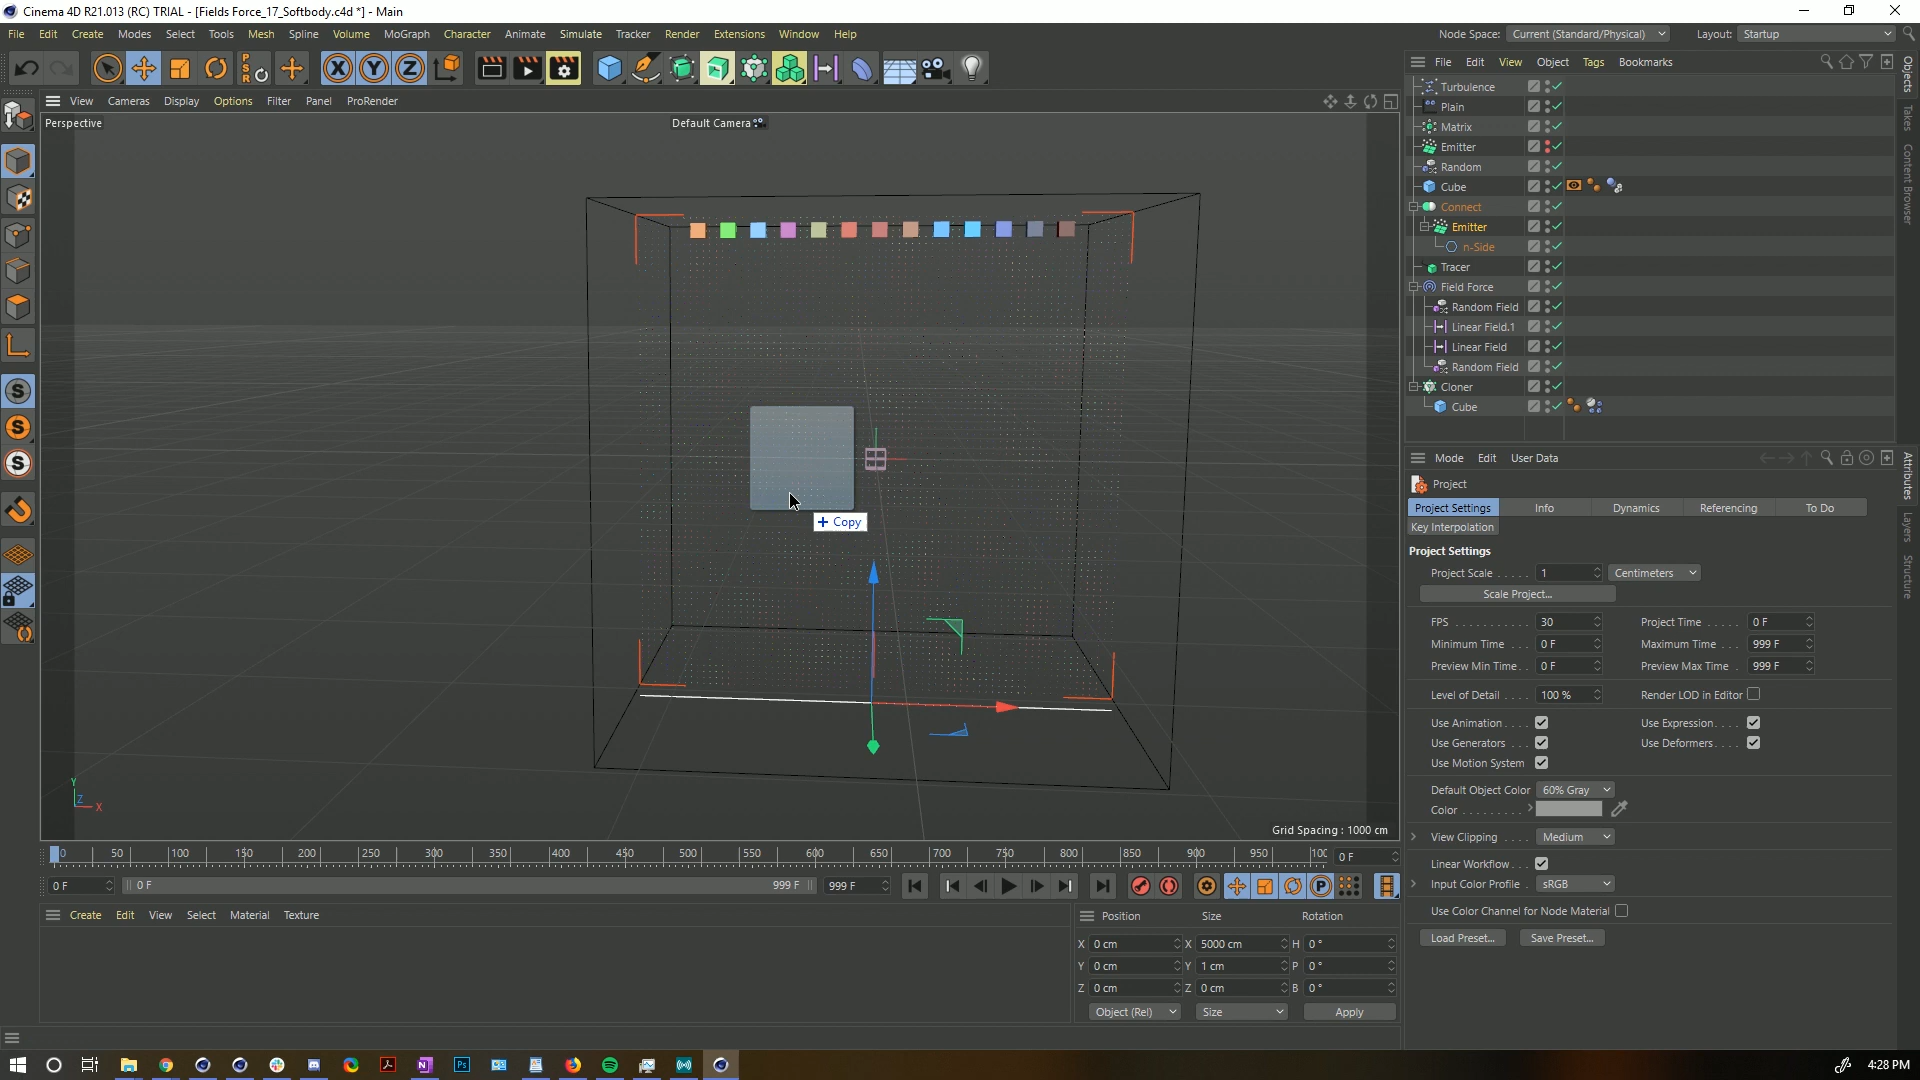 Cinema 4D R21.013 (RC) TRIAL - [Fields Force_17_Softbody.c4d *] - Main
File Edit Create Modes Select Tools Mesh Spline Volume MoGraph Character Animate Simulate Tracker Render Extensions Window Help
Node Space: Current (Standard/Physical) Layout: Startup
PSR
View Cameras Display Options Filter Panel ProRender
Perspective
Default Camera
+ Copy
Grid Spacing : 1000 cm
Y
Z X
File Edit View Object Tags Bookmarks
Turbulence
Plain
Matrix
Emitter
Random
Cube
Connect
Emitter
n-Side
Tracer
Field Force
Random Field
Linear Field.1
Linear Field
Random Field
Cloner
Cube
Objects
Takes
Content Browser
Attributes
Layers
Structure
Mode Edit User Data
Project
Project Settings Info Dynamics Referencing To Do
Key Interpolation
Project Settings
Project Scale . . . . . 1 Centimeters
Scale Project...
FPS . . . . . . . . . . . 30 Project Time . . . . . 0 F
Minimum Time . . 0 F Maximum Time . . 999 F
Preview Min Time . . 0 F Preview Max Time . 999 F
Level of Detail . . . . 100 % Render LOD in Editor
Use Animation . . . . Use Expression . . . .
Use Generators . . . Use Deformers . . . .
Use Motion System
Default Object Color 60% Gray
Color . . . . . . . . .
View Clipping . . . . . Medium
Linear Workflow . . .
Input Color Profile . sRGB
Use Color Channel for Node Material
Load Preset... Save Preset...
0 50 100 150 200 250 300 350 400 450 500 550 600 650 700 750 800 850 900 950 100 0 F
0 F 0 F 999 F 999 F
Create Edit View Select Material Texture
Position Size Rotation
X 0 cm X 5000 cm H 0 °
Y 0 cm Y 1 cm P 0 °
Z 0 cm Z 0 cm B 0 °
Object (Rel) Size Apply
4:28 PM